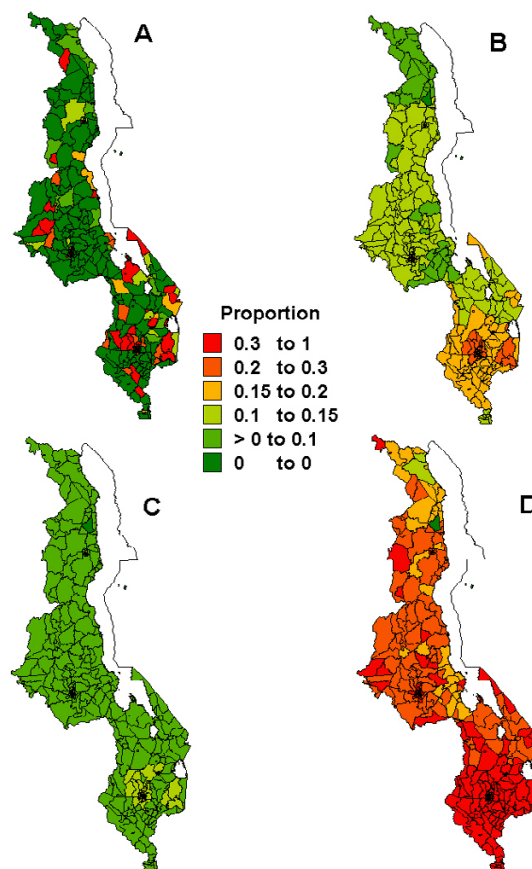 A
B
Proportion
0.3 to 1
0.2 to 0.3
0.15 to 0.2
0.1 to 0.15
> 0 to 0.1
0 to 0
C
D